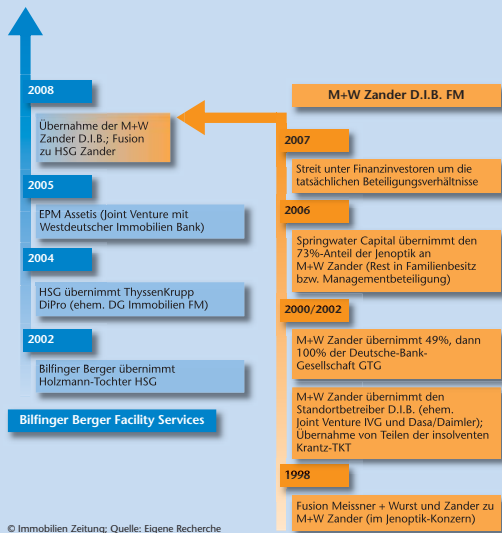 2008
Übernahme der M+W
Zander D.I.B.; Fusion
zu HSG Zander
2005
EPM Assetis (Joint Venture mit
Westdeutscher Immobilien Bank)
2004
HSG übernimmt ThyssenKrupp
DiPro (ehem. DG Immobilien FM)
2002
Bilfinger Berger übernimmt
Holzmann-Tochter HSG
Bilfinger Berger Facility Services
M+W Zander D.I.B. FM
2007
Streit unter Finanzinvestoren um die
tatsächlichen Beteiligungsverhältnisse
2006
Springwater Capital übernimmt den
73%-Anteil der Jenoptik an
M+W Zander (Rest in Familienbesitz
bzw. Managementbeteiligung)
2000/2002
M+W Zander übernimmt 49%, dann
100% der Deutsche-Bank-
Gesellschaft GTG
M+W Zander übernimmt den
Standortbetreiber D.I.B. (ehem.
Joint Venture IVG und Dasa/Daimler);
Übernahme von Teilen der insolventen
Krantz-TKT
1998
Fusion Meissner + Wurst und Zander zu
M+W Zander (im Jenoptik-Konzern)
© Immobilien Zeitung; Quelle: Eigene Recherche